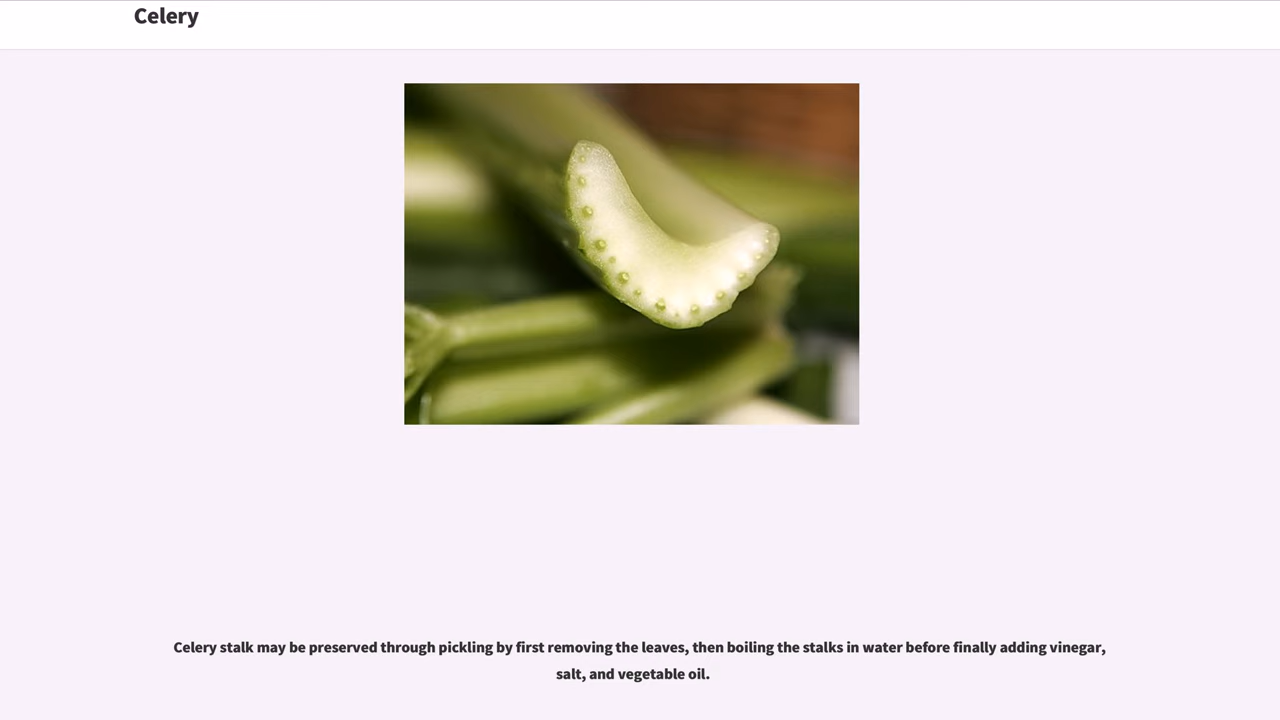 Celery
Celery stalk may be preserved through pickling by first removing the leaves, then boiling the stalks in water before finally adding vinegar,
salt, and vegetable oil.